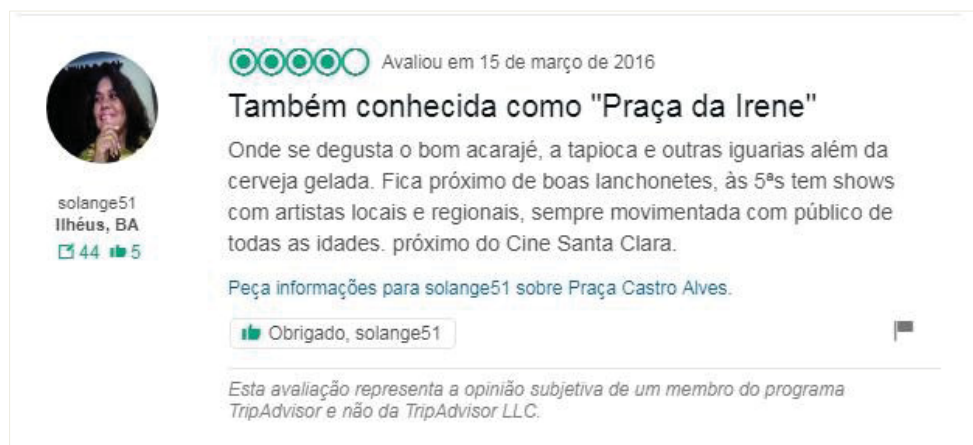 Avaliou em 15 de março de 2016
Também conhecida como "Praça da Irene"
Onde se degusta o bom acarajé, a tapioca e outras iguarias além da
cerveja gelada. Fica próximo de boas lanchonetes, às 5ªs tem shows
com artistas locais e regionais, sempre movimentada com público de
todas as idades. próximo do Cine Santa Clara.
solange51
Ilhéus, BA
44 5
Peça informações para solange51 sobre Praça Castro Alves.
Obrigado, solange51
Esta avaliação representa a opinião subjetiva de um membro do programa
TripAdvisor e não da TripAdvisor LLC.